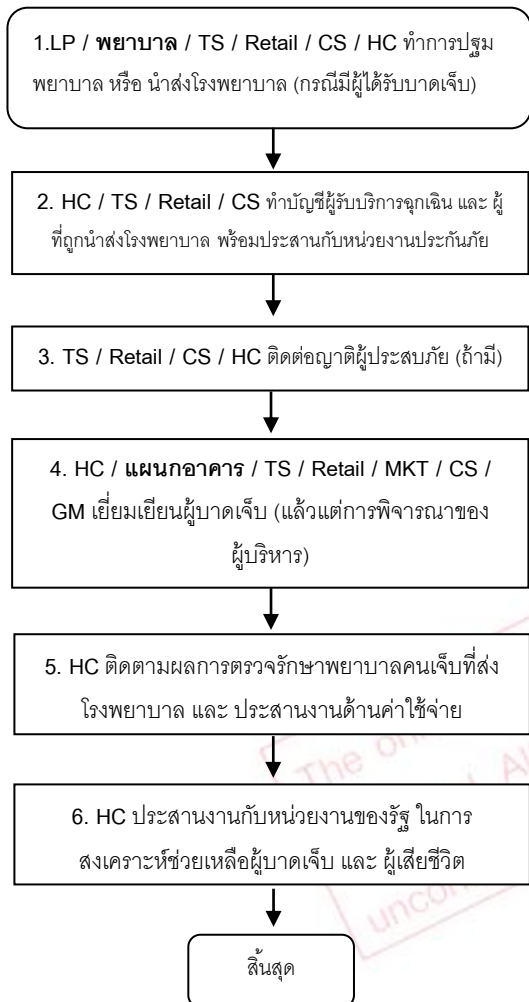 1.LP / พยาบาล / TS / Retail / CS / HC ทำการปฐม
พยาบาล หรือ นำส่งโรงพยาบาล (กรณีมีผู้ได้รับบาดเจ็บ)
2. HC / TS / Retail / CS ทำบัญชีผู้รับบริการฉุกเฉิน และ ผู้
ที่ถูกนำส่งโรงพยาบาล พร้อมประสานกับหน่วยงานประกันภัย
3. TS / Retail / CS / HC ติดต่อญาติผู้ประสบภัย (ถ้ามี)
4. HC / แผนกอาคาร / TS / Retail / MKT / CS /
GM เยี่ยมเยียนผู้บาดเจ็บ (แล้วแต่การพิจารณาของ
ผู้บริหาร)
5. HC ติดตามผลการตรวจรักษาพยาบาลคนเจ็บที่ส่ง
โรงพยาบาล และ ประสานงานด้านค่าใช้จ่าย
The
6. HC ประสานงานกับหน่วยงานของรัฐ ในการ
สงเคราะห์ช่วยเหลือผู้บาดเจ็บ และ ผู้เสียชีวิต
สิ้นสุด